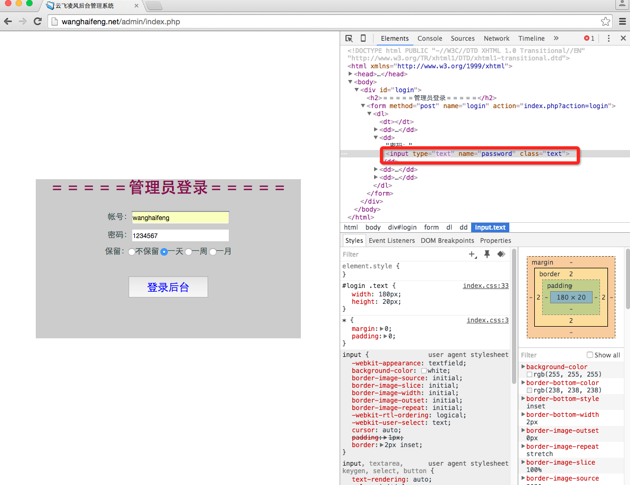 云飞凌风后台管理系统
wanghaifeng.net/admin/index.php
Elements Console Sources Network Timeline » 1
<!DOCTYPE html PUBLIC "-//W3C//DTD XHTML 1.0 Transitional//EN"
"http://www.w3.org/TR/xhtml1/DTD/xhtml1-transitional.dtd">
<html xmlns="http://www.w3.org/1999/xhtml">
<head>…</head>
<body>
<div id="login">
<h2>=====管理员登录=====</h2>
<form method="post" name="login" action="index.php?action=login">
<dl>
<dt></dt>
<dd>…</dd>
<dd>
"密码："
<input type="text" name="password" class="text">
</dd>
<dd>…</dd>
<dd>…</dd>
</dl>
</form>
</div>
</body>
</html>
html body div#login form dl dd input.text
=====管理员登录=====
帐号： wanghaifeng
密码： 1234567
保留： 不保留 一天 一周 一月
登录后台
Styles Event Listeners DOM Breakpoints Properties
Filter
element.style {
}
#login .text { index.css:33
width: 180px;
height: 20px;
}
* { index.css:3
margin: 0;
padding: 0;
}
input { user agent stylesheet
-webkit-appearance: textfield;
background-color: white;
border-image-source: initial;
border-image-slice: initial;
border-image-width: initial;
border-image-outset: initial;
border-image-repeat: initial;
-webkit-rtl-ordering: logical;
-webkit-user-select: text;
cursor: auto;
padding: 1px;
border: 2px inset;
}
input, textarea, user agent stylesheet
keygen, select, button {
text-rendering: auto;
margin -
border 2
padding 0
- 2 180 × 20 2 -
2
-
Filter Show all
background-color
rgb(255, 255, 255)
border-bottom-color
rgb(238, 238, 238)
border-bottom-style
inset
border-bottom-width
2px
border-image-outset
0px
border-image-repeat
stretch
border-image-slice
100%
border-image-source